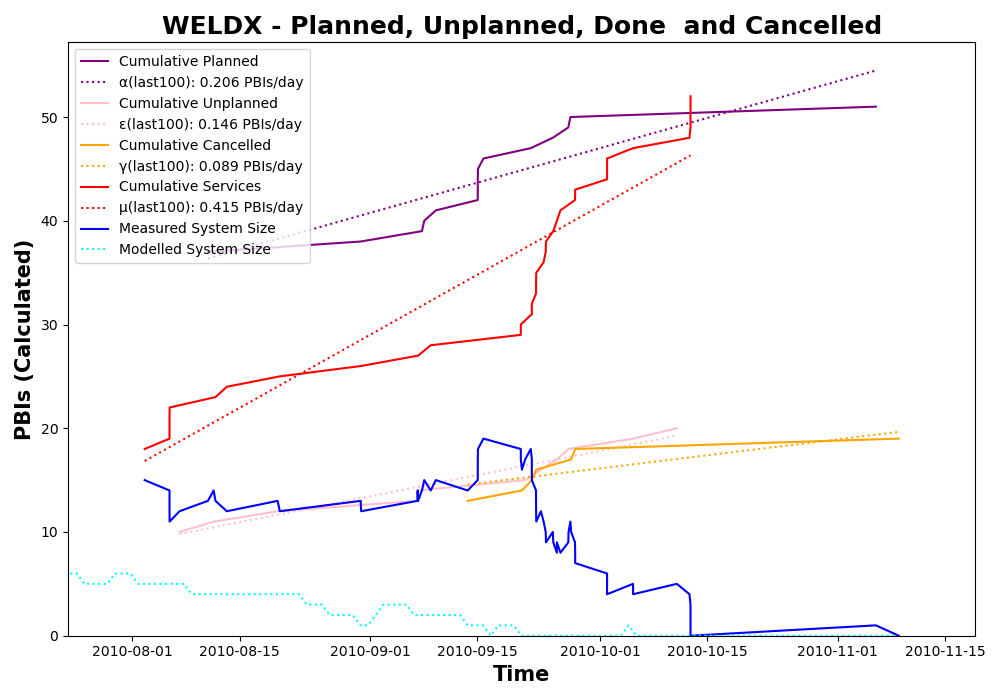 WELDX - Planned, Unplanned, Done  and Cancelled
Cumulative Planned
α(last100): 0.206 PBIs/day
Cumulative Unplanned
ε(last100): 0.146 PBIs/day
Cumulative Cancelled
γ(last100): 0.089 PBIs/day
Cumulative Services
μ(last100): 0.415 PBIs/day
Measured System Size
Modelled System Size
PBIs (Calculated)
50
40
30
20
10
0
2010-08-01 2010-08-15 2010-09-01 2010-09-15 2010-10-01 2010-10-15 2010-11-01 2010-11-15
Time